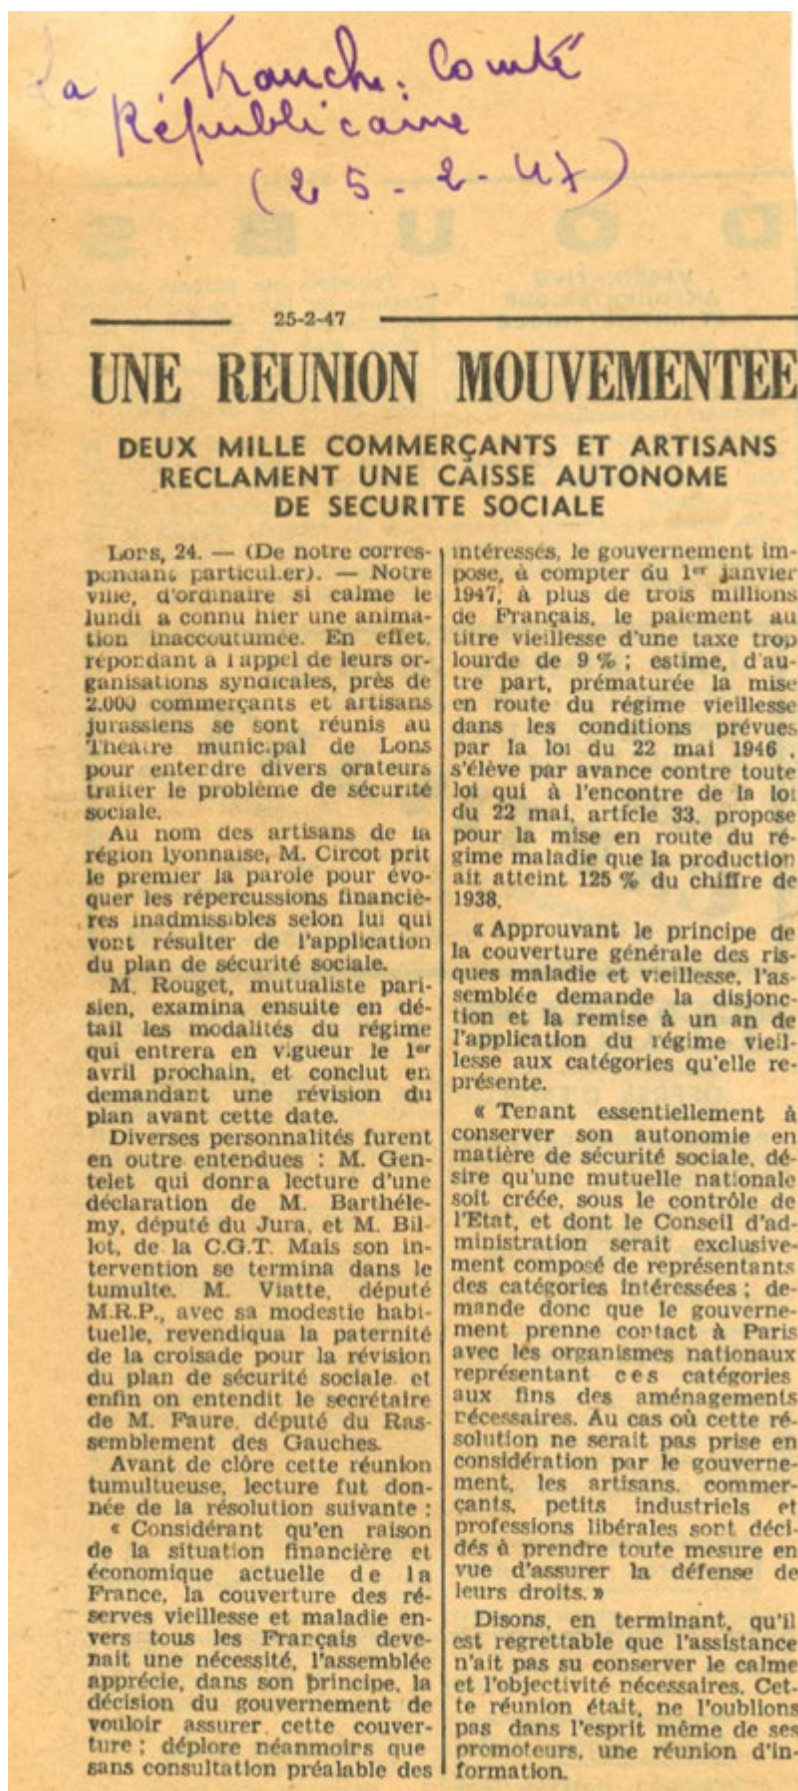 La Franche-Comté
Républicaine
(25-2-47)
25-2-47
UNE REUNION MOUVEMENTEE
DEUX MILLE COMMERÇANTS ET ARTISANS
RECLAMENT UNE CAISSE AUTONOME
DE SECURITE SOCIALE
Lons, 24. — (De notre corres-
pondant particulier). — Notre
ville, d'ordinaire si calme le
lundi a connu hier une anima-
tion inaccoutumée. En effet,
répondant à l'appel de leurs or-
ganisations syndicales, près de
2.000 commerçants et artisans
jurassiens se sont réunis au
Théâtre municipal de Lons
pour entendre divers orateurs
traiter le problème de sécurité
sociale.
Au nom des artisans de la
région lyonnaise, M. Circot prit
le premier la parole pour évo-
quer les répercussions financiè-
res inadmissibles selon lui qui
vont résulter de l'application
du plan de sécurité sociale.
M. Rouget, mutualiste pari-
sien, examina ensuite en dé-
tail les modalités du régime
qui entrera en vigueur le 1er
avril prochain, et conclut en
demandant une révision du
plan avant cette date.
Diverses personnalités furent
en outre entendues : M. Gen-
telet qui donna lecture d'une
déclaration de M. Barthéle-
my, député du Jura, et M. Bil-
lot, de la C.G.T. Mais son in-
tervention se termina dans le
tumulte. M. Viatte, député
M.R.P., avec sa modestie habi-
tuelle, revendiqua la paternité
de la croisade pour la révision
du plan de sécurité sociale et
enfin on entendit le secrétaire
de M. Faure, député du Ras-
semblement des Gauches.
Avant de clôre cette réunion
tumultueuse, lecture fut don-
née de la résolution suivante :
« Considérant qu'en raison
de la situation financière et
économique actuelle de la
France, la couverture des ré-
serves vieillesse et maladie en-
vers tous les Français deve-
nait une nécessité, l'assemblée
apprécie, dans son principe, la
décision du gouvernement de
vouloir assurer cette couver-
ture ; déplore néanmoins que
sans consultation préalable des
intéressés, le gouvernement im-
pose, à compter du 1er janvier
1947, à plus de trois millions
de Français, le paiement au
titre vieillesse d'une taxe trop
lourde de 9 % ; estime, d'au-
tre part, prématurée la mise
en route du régime vieillesse
dans les conditions prévues
par la loi du 22 mai 1946 ,
s'élève par avance contre toute
loi qui à l'encontre de la loi
du 22 mai, article 33, propose
pour la mise en route du ré-
gime maladie que la production
ait atteint 125 % du chiffre de
1938.
« Approuvant le principe de
la couverture générale des ris-
ques maladie et vieillesse, l'as-
semblée demande la disjonc-
tion et la remise à un an de
l'application du régime vieil-
lesse aux catégories qu'elle re-
présente.
« Tenant essentiellement à
conserver son autonomie en
matière de sécurité sociale, dé-
sire qu'une mutuelle nationale
soit créée, sous le contrôle de
l'Etat, et dont le Conseil d'ad-
ministration serait exclusive-
ment composé de représentants
des catégories intéressées ; de-
mande donc que le gouverne-
ment prenne contact à Paris
avec les organismes nationaux
représentant ces catégories
aux fins des aménagements
nécessaires. Au cas où cette ré-
solution ne serait pas prise en
considération par le gouverne-
ment, les artisans, commer-
çants, petits industriels et
professions libérales sont déci-
dés à prendre toute mesure en
vue d'assurer la défense de
leurs droits. »
Disons, en terminant, qu'il
est regrettable que l'assistance
n'ait pas su conserver le calme
et l'objectivité nécessaires. Cet-
te réunion était, ne l'oublions
pas dans l'esprit même de ses
promoteurs, une réunion d'in-
formation.